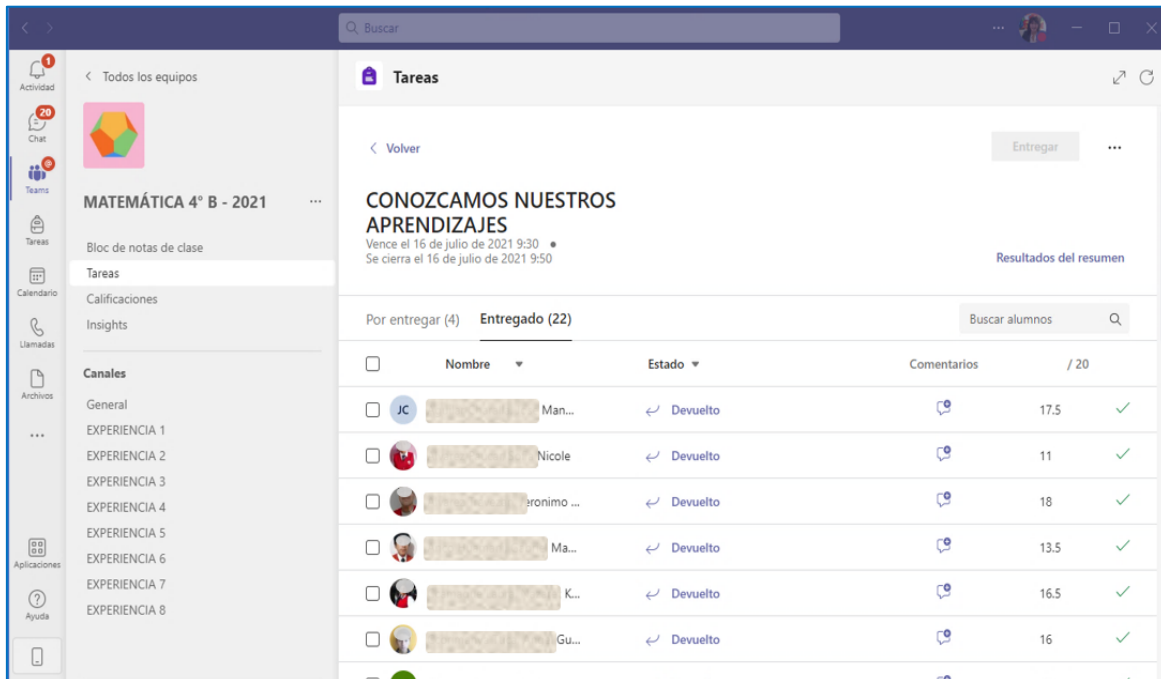 Buscar
1
Actividad
20
Chat
Teams
Tareas
Calendario
Llamadas
Archivos
Aplicaciones
Ayuda
Todos los equipos
MATEMÁTICA 4° B - 2021
Bloc de notas de clase
Tareas
Calificaciones
Insights
Canales
General
EXPERIENCIA 1
EXPERIENCIA 2
EXPERIENCIA 3
EXPERIENCIA 4
EXPERIENCIA 5
EXPERIENCIA 6
EXPERIENCIA 7
EXPERIENCIA 8
Tareas
Volver
Entregar
CONOZCAMOS NUESTROS
APRENDIZAJES
Vence el 16 de julio de 2021 9:30
Se cierra el 16 de julio de 2021 9:50
Resultados del resumen
Por entregar (4) Entregado (22) Buscar alumnos
Nombre Estado Comentarios / 20
JC Man... Devuelto 17.5
Nicole Devuelto 11
eronimo ... Devuelto 18
Ma... Devuelto 13.5
K... Devuelto 16.5
Gu... Devuelto 16